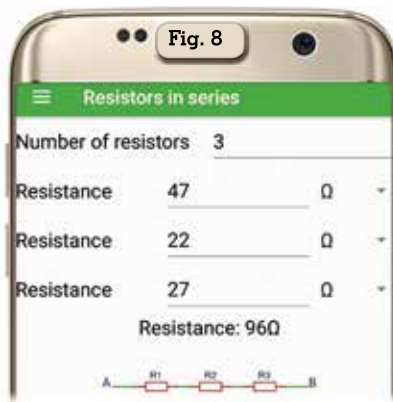 Fig. 8
Resistors in series
Number of resistors 3
Resistance 47 Ω
Resistance 22 Ω
Resistance 27 Ω
Resistance: 96Ω
R1 R2 R3
A B